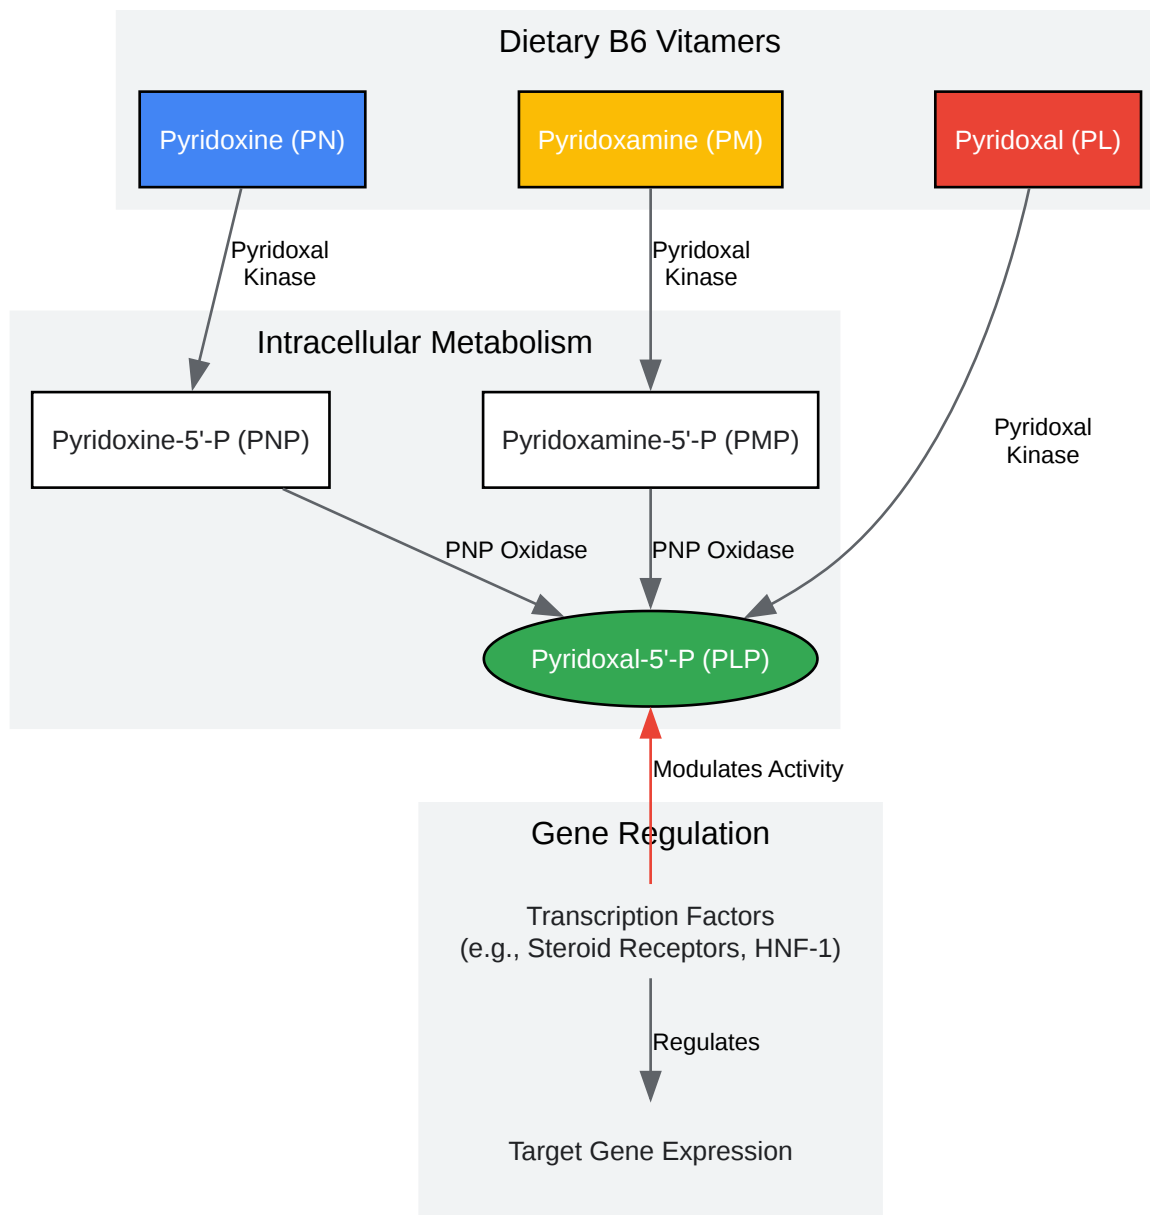 Dietary B6 Vitamers
Pyridoxine (PN)
Pyridoxamine (PM)
Pyridoxal (PL)
Pyridoxal
Kinase
Pyridoxal
Kinase
Intracellular Metabolism
Pyridoxine-5'-P (PNP)
Pyridoxamine-5'-P (PMP)
Pyridoxal
Kinase
PNP Oxidase
PNP Oxidase
Pyridoxal-5'-P (PLP)
Modulates Activity
Gene Regulation
Transcription Factors
(e.g., Steroid Receptors, HNF-1)
Regulates
Target Gene Expression